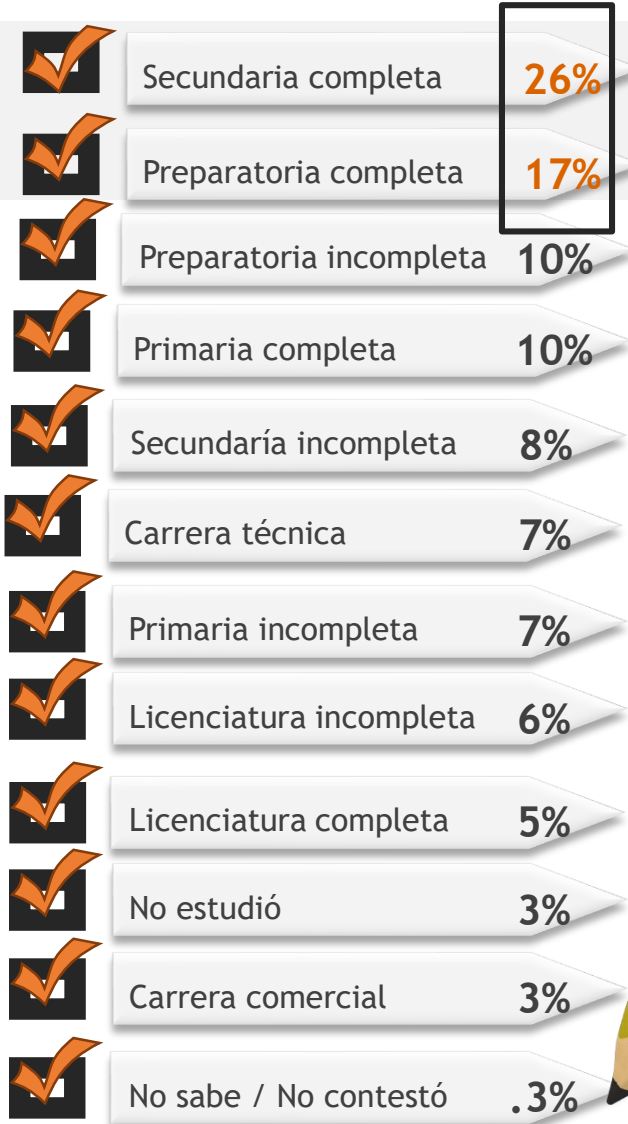 Secundaria completa 26%
Preparatoria completa 17%
Preparatoria incompleta 10%
Primaria completa 10%
Secundaría incompleta 8%
Carrera técnica 7%
Primaria incompleta 7%
Licenciatura incompleta 6%
Licenciatura completa 5%
No estudió 3%
Carrera comercial 3%
No sabe / No contestó .3%